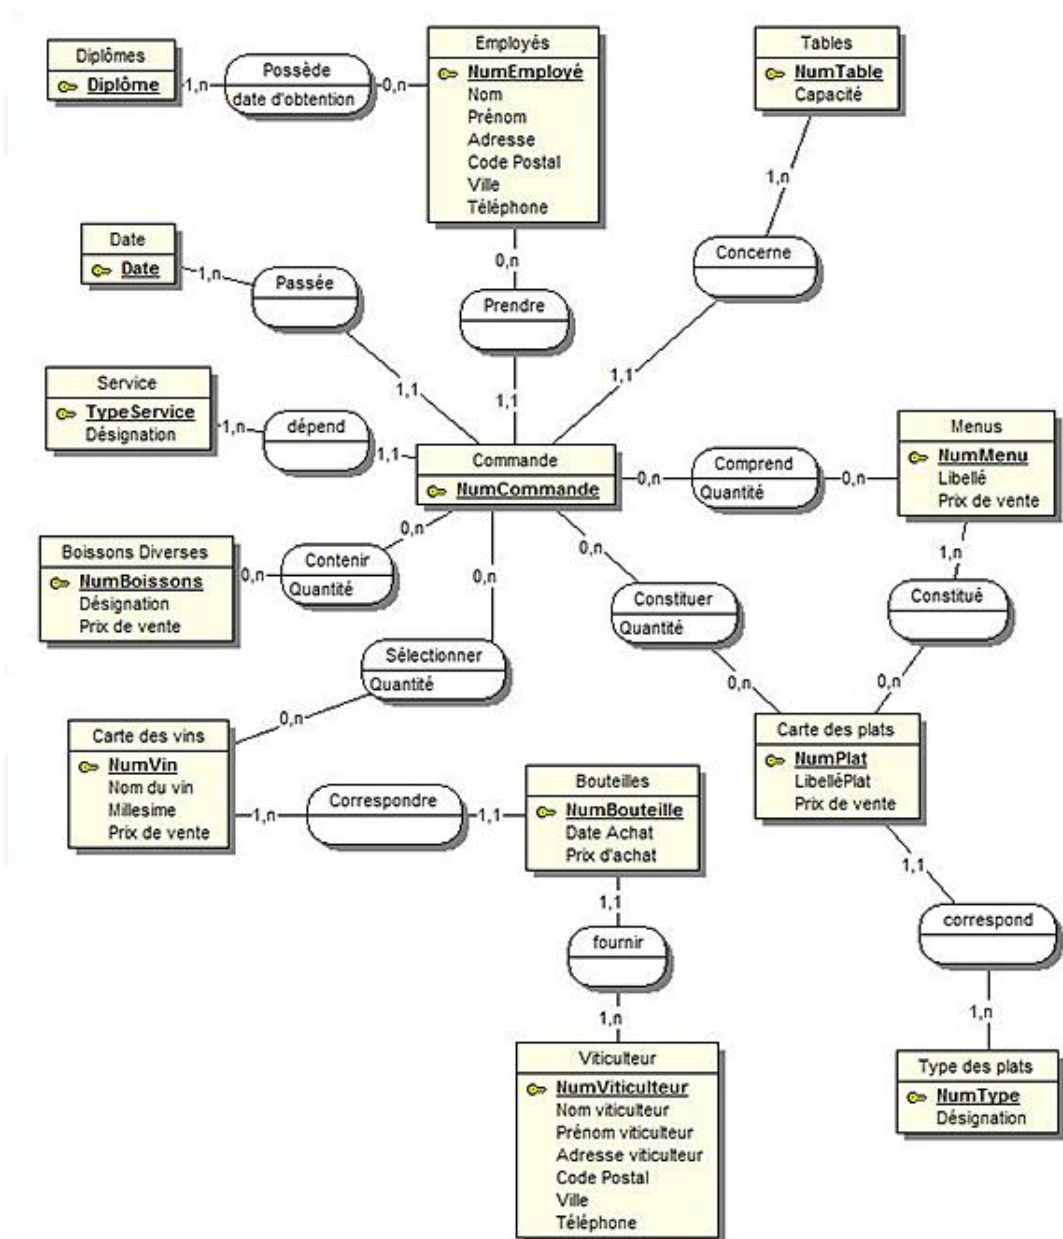 Diplômes
Diplôme
1,n
Possède
date d'obtention
0,n
Employés
NumEmployé
Nom
Prénom
Adresse
Code Postal
Ville
Téléphone
Tables
NumTable
Capacité
1,n
Concerne
1,1
Date
Date
1,n
Passée
1,1
0,n
Prendre
1,1
Service
TypeService
Désignation
1,n
dépend
1,1
Commande
NumCommande
0,n
Comprend
Quantité
0,n
Menus
NumMenu
Libellé
Prix de vente
Boissons Diverses
NumBoissons
Désignation
Prix de vente
0,n
Contenir
Quantité
0,n
0,n
Sélectionner
Quantité
0,n
0,n
Constituer
Quantité
0,n
1,n
Constitué
0,n
Carte des vins
NumVin
Nom du vin
Millesime
Prix de vente
1,n
Correspondre
1,1
Bouteilles
NumBouteille
Date Achat
Prix d'achat
Carte des plats
NumPlat
LibelléPlat
Prix de vente
1,1
fournir
1,n
1,1
correspond
1,n
Viticulteur
NumViticulteur
Nom viticulteur
Prénom viticulteur
Adresse viticulteur
Code Postal
Ville
Téléphone
Type des plats
NumType
Désignation